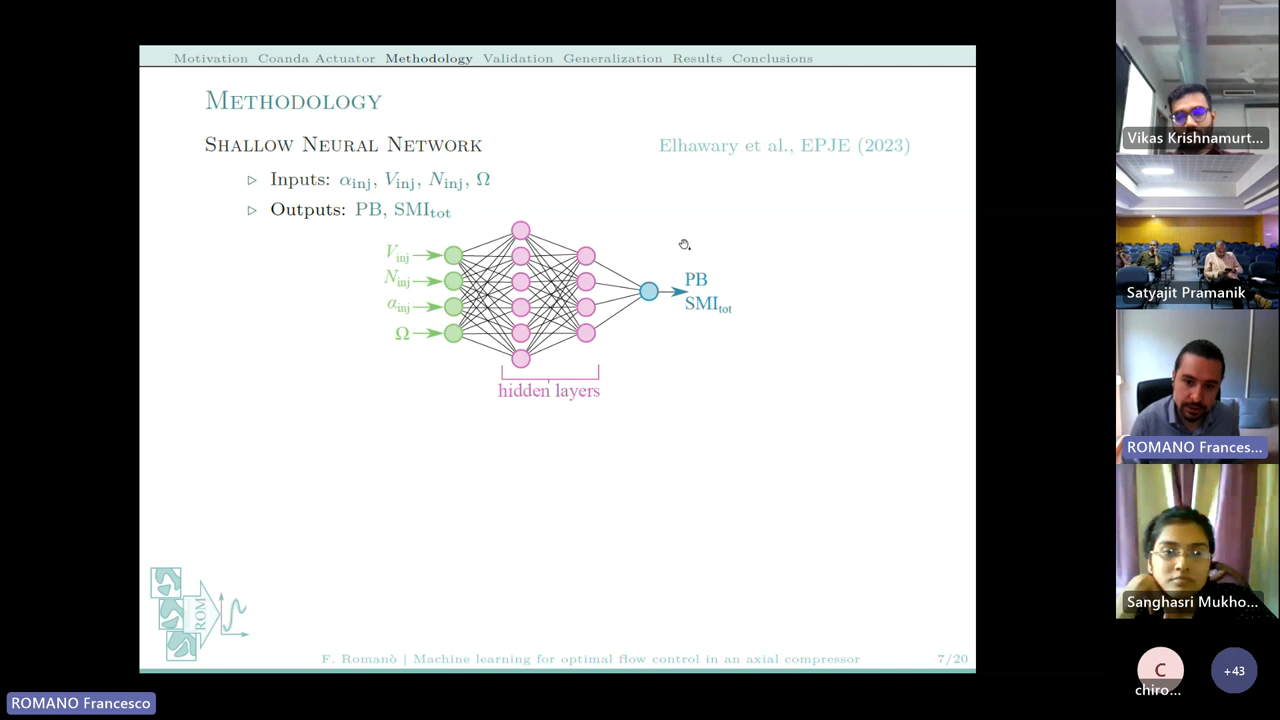 Motivation Coanda Actuator Methodology Validation Generalization Results Conclusions
METHODOLOGY
SHALLOW NEURAL NETWORK
Elhawary et al., EPJE (2023)
▷ Inputs: αinj, Vinj, Ninj, Ω
▷ Outputs: PB, SMItot
Vinj
Ninj
αinj
Ω
PB
SMItot
hidden layers
ROM
F. Romanò | Machine learning for optimal flow control in an axial compressor
7/20
Vikas Krishnamurt...
Satyajit Pramanik
ROMANO Frances...
Sanghasri Mukho...
C
chiro...
+43
ROMANO Francesco